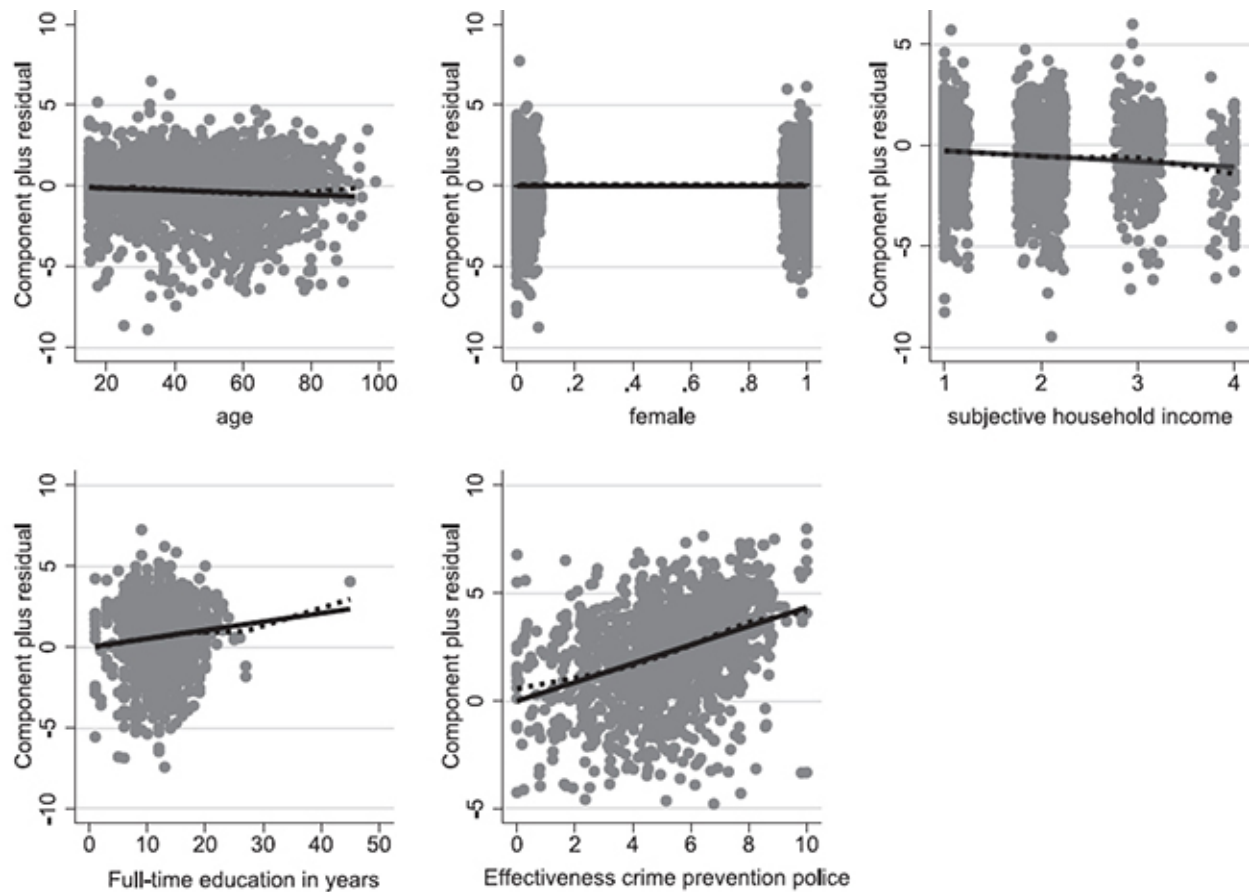 Component plus residual
10
5
0
-5
-10
20 40 60 80 100
age
Component plus residual
10
5
0
-5
-10
0 .2 .4 .6 .8 1
female
Component plus residual
5
0
-5
-10
1 2 3 4
subjective household income
Component plus residual
10
5
0
-5
-10
0 10 20 30 40 50
Full-time education in years
Component plus residual
10
5
0
-5
0 2 4 6 8 10
Effectiveness crime prevention police